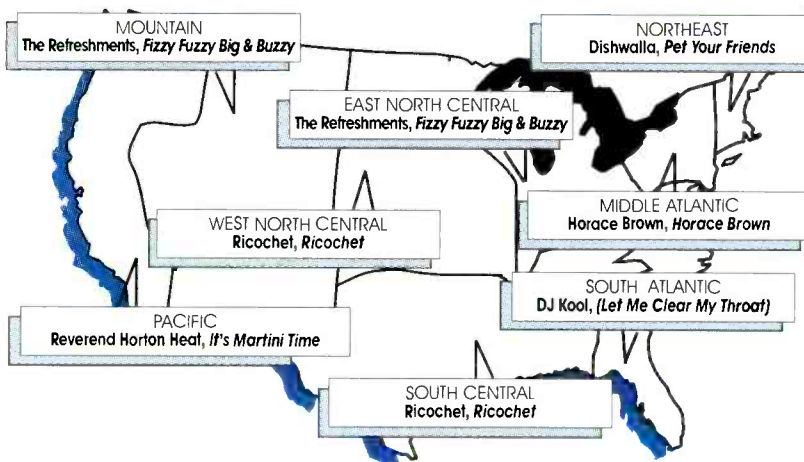 MOUNTAIN
The Refreshments, Fizzy Fuzzy Big & Buzzy
NORTHEAST
Dishwalla, Pet Your Friends
EAST NORTH CENTRAL
The Refreshments, Fizzy Fuzzy Big & Buzzy
WEST NORTH CENTRAL
Ricochet, Ricochet
MIDDLE ATLANTIC
Horace Brown, Horace Brown
SOUTH ATLANTIC
DJ Kool, (Let Me Clear My Throat)
PACIFIC
Reverend Horton Heat, It's Martini Time
SOUTH CENTRAL
Ricochet, Ricochet